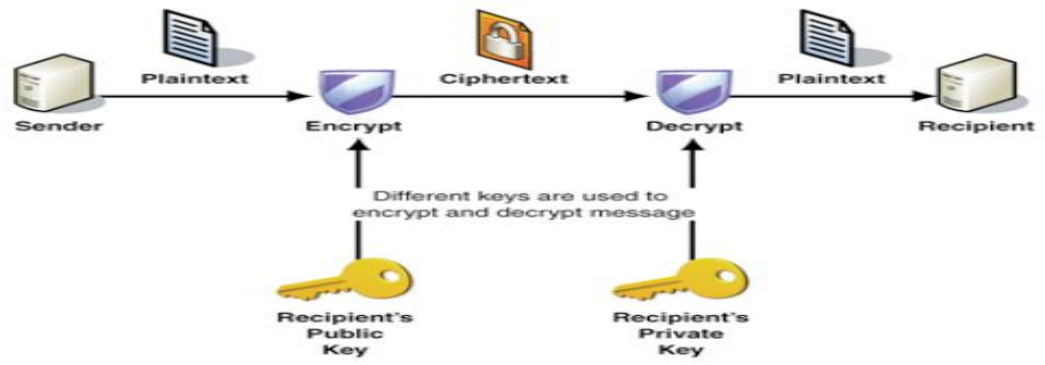 Plaintext
Ciphertext
Plaintext
Sender
Encrypt
Decrypt
Recipient
Different keys are used to
encrypt and decrypt message
Recipient's
Public
Key
Recipient's
Private
Key